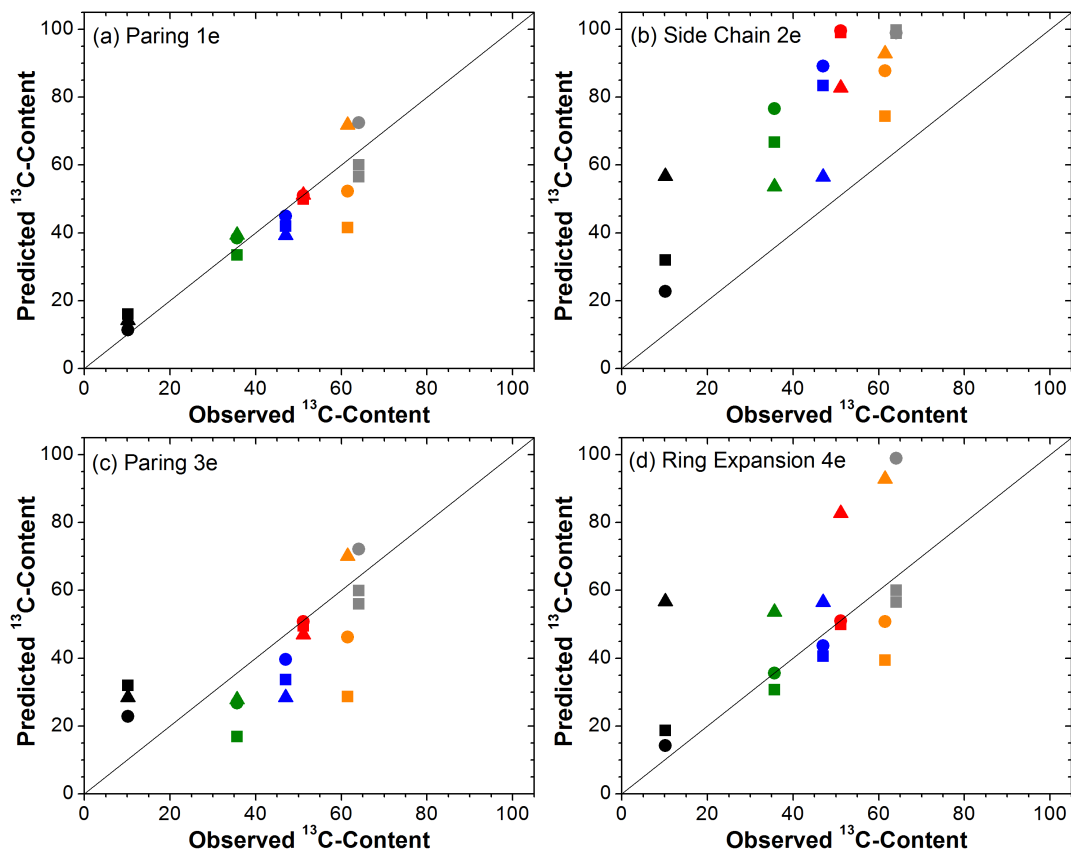 (a) Paring 1e
100
80
60
40
20
0
Predicted ¹³C-Content
0 20 40 60 80 100
Observed ¹³C-Content
(b) Side Chain 2e
100
80
60
40
20
0
Predicted ¹³C-Content
0 20 40 60 80 100
Observed ¹³C-Content
(c) Paring 3e
100
80
60
40
20
0
Predicted ¹³C-Content
0 20 40 60 80 100
Observed ¹³C-Content
(d) Ring Expansion 4e
100
80
60
40
20
0
Predicted ¹³C-Content
0 20 40 60 80 100
Observed ¹³C-Content